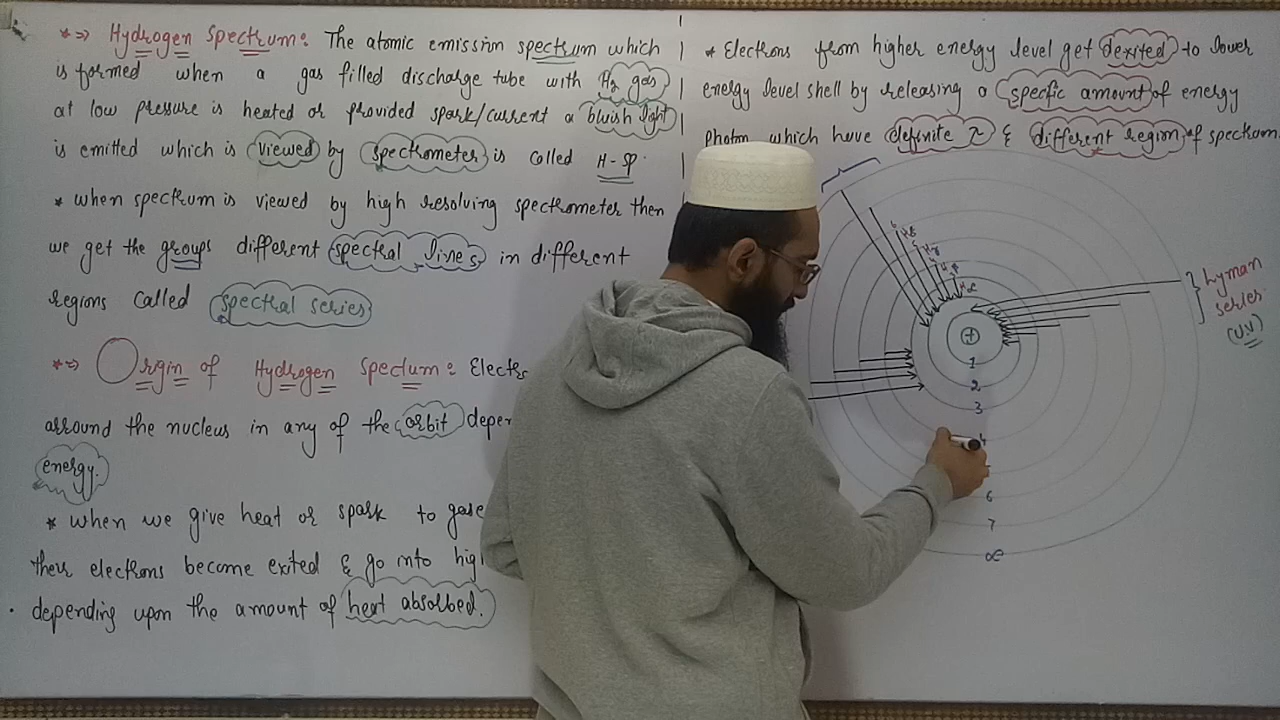 *⇒ Hydrogen Spectrum: The atomic emission spectrum which
is formed when a gas filled discharge tube with H₂ gas
at low pressure is heated or provided spark/current a bluish light
is emitted which is viewed by spectrometer is called H-sp.
* when spectrum is viewed by high resolving spectrometer then
we get the groups different spectral lines in different
regions called spectral series
*⇒ Orgin of Hydrogen Spectum: Electr
arround the nucleus in any of the orbit depen
energy.
* When we give heat or spark to gase
their electrons become exited & go into hig
depending upon the amount of heat absorbed.
* Electrons from higher energy level get dexited to lower
energy level shell by releasing a specfic amount of energy
photon which have definite λ & different region of spectrum
Lyman
series
(U.V)
+
1
2
3
4
6
7
∞